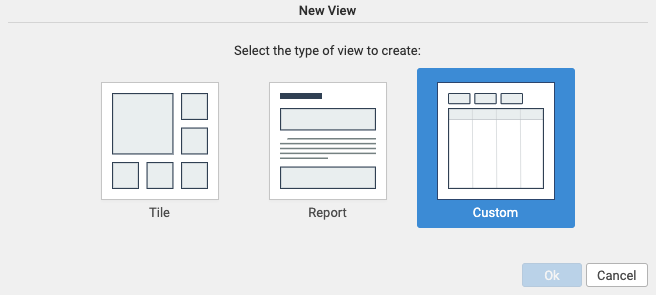 New View
Select the type of view to create:
Tile
Report
Custom
Ok
Cancel